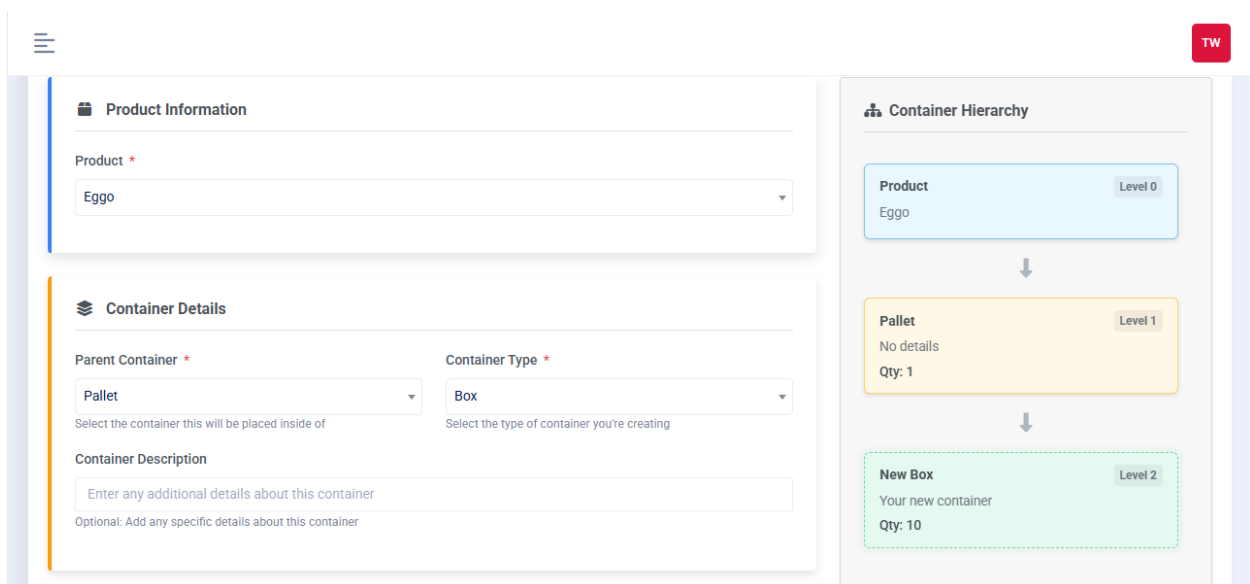 TW
Product Information
Product *
Eggo
Container Details
Parent Container *
Container Type *
Pallet
Box
Select the container this will be placed inside of
Select the type of container you're creating
Container Description
Enter any additional details about this container
Optional: Add any specific details about this container
Container Hierarchy
Product
Level 0
Eggo
Pallet
Level 1
No details
Qty: 1
New Box
Level 2
Your new container
Qty: 10